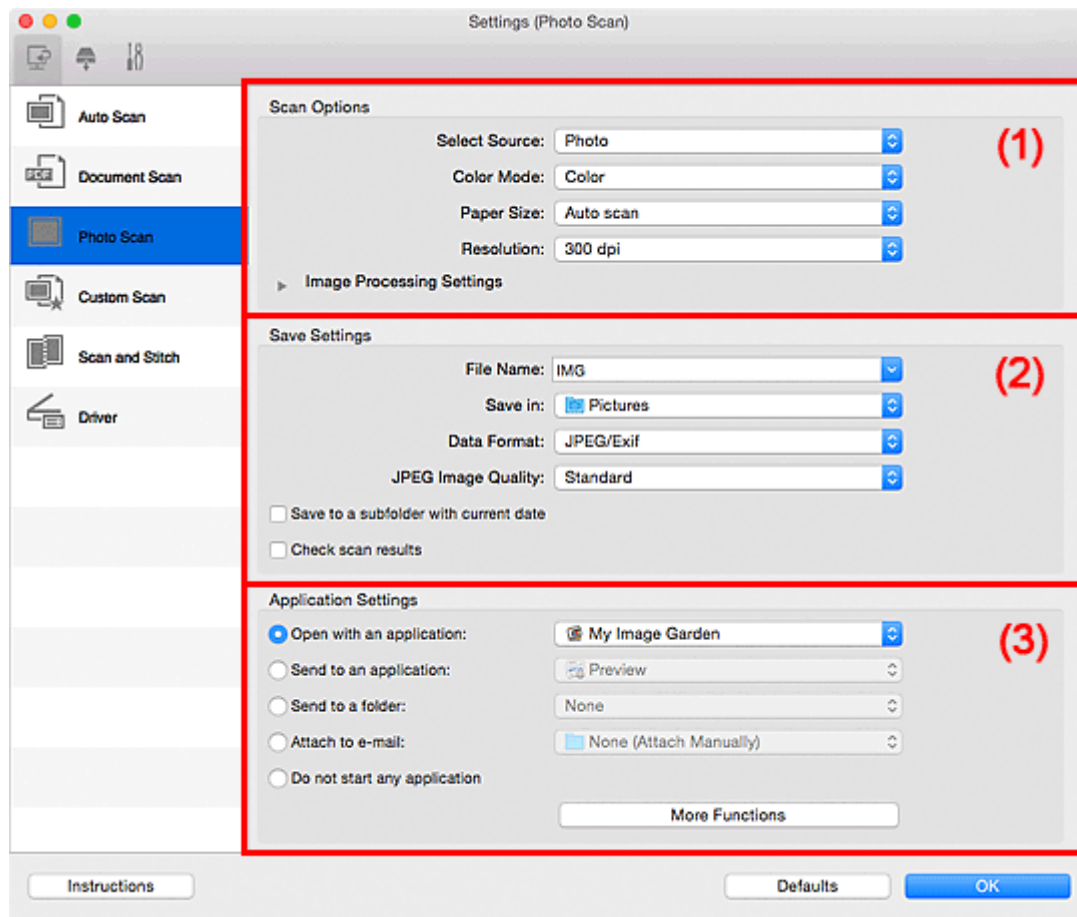 Settings (Photo Scan)
Auto Scan
PDF
Document Scan
Photo Scan
Custom Scan
Scan and Stitch
Driver
Scan Options
(1)
Select Source: Photo
Color Mode: Color
Paper Size: Auto scan
Resolution: 300 dpi
Image Processing Settings
Save Settings
(2)
File Name: IMG
Save in: Pictures
Data Format: JPEG/Exif
JPEG Image Quality: Standard
Save to a subfolder with current date
Check scan results
Application Settings
(3)
Open with an application: My Image Garden
Send to an application: Preview
Send to a folder: None
Attach to e-mail: None (Attach Manually)
Do not start any application
More Functions
Instructions Defaults OK